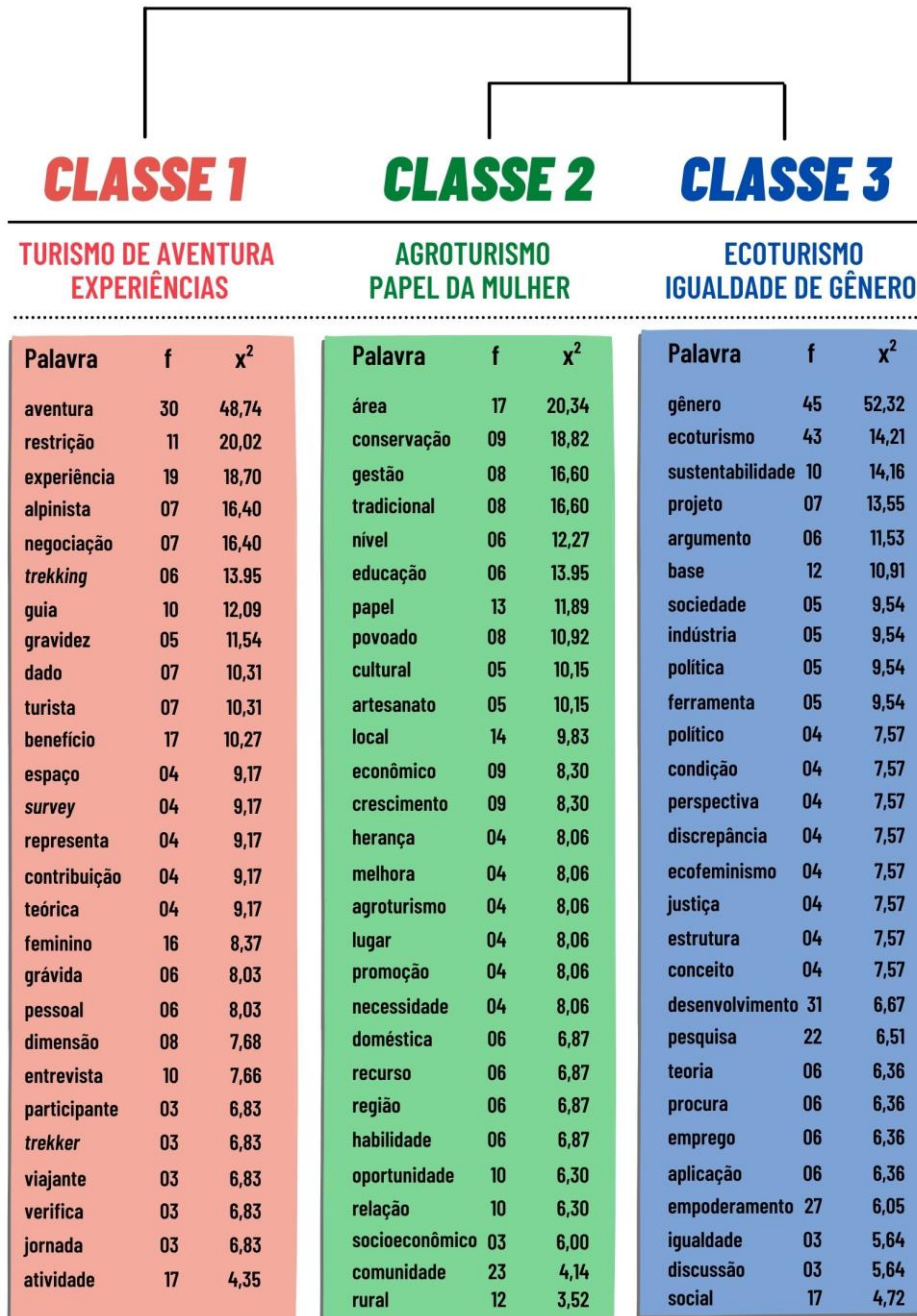 CLASSE 1
CLASSE 2
CLASSE 3
TURISMO DE AVENTURA
EXPERIÊNCIAS
AGROTURISMO
PAPEL DA MULHER
ECOTURISMO
IGUALDADE DE GÊNERO
Palavra f x²
aventura 30 48,74
restrição 11 20,02
experiência 19 18,70
alpinista 07 16,40
negociação 07 16,40
trekking 06 13.95
guia 10 12,09
gravidez 05 11,54
dado 07 10,31
turista 07 10,31
benefício 17 10,27
espaço 04 9,17
survey 04 9,17
representa 04 9,17
contribuição 04 9,17
teórica 04 9,17
feminino 16 8,37
grávida 06 8,03
pessoal 06 8,03
dimensão 08 7,68
entrevista 10 7,66
participante 03 6,83
trekker 03 6,83
viajante 03 6,83
verifica 03 6,83
jornada 03 6,83
atividade 17 4,35
Palavra f x²
área 17 20,34
conservação 09 18,82
gestão 08 16,60
tradicional 08 16,60
nível 06 12,27
educação 06 13.95
papel 13 11,89
povoado 08 10,92
cultural 05 10,15
artesanato 05 10,15
local 14 9,83
econômico 09 8,30
crescimento 09 8,30
herança 04 8,06
melhora 04 8,06
agroturismo 04 8,06
lugar 04 8,06
promoção 04 8,06
necessidade 04 8,06
doméstica 06 6,87
recurso 06 6,87
região 06 6,87
habilidade 06 6,87
oportunidade 10 6,30
relação 10 6,30
socioeconômico 03 6,00
comunidade 23 4,14
rural 12 3,52
Palavra f x²
gênero 45 52,32
ecoturismo 43 14,21
sustentabilidade 10 14,16
projeto 07 13,55
argumento 06 11,53
base 12 10,91
sociedade 05 9,54
indústria 05 9,54
política 05 9,54
ferramenta 05 9,54
político 04 7,57
condição 04 7,57
perspectiva 04 7,57
discrepância 04 7,57
ecofeminismo 04 7,57
justiça 04 7,57
estrutura 04 7,57
conceito 04 7,57
desenvolvimento 31 6,67
pesquisa 22 6,51
teoria 06 6,36
procura 06 6,36
emprego 06 6,36
aplicação 06 6,36
empoderamento 27 6,05
igualdade 03 5,64
discussão 03 5,64
social 17 4,72